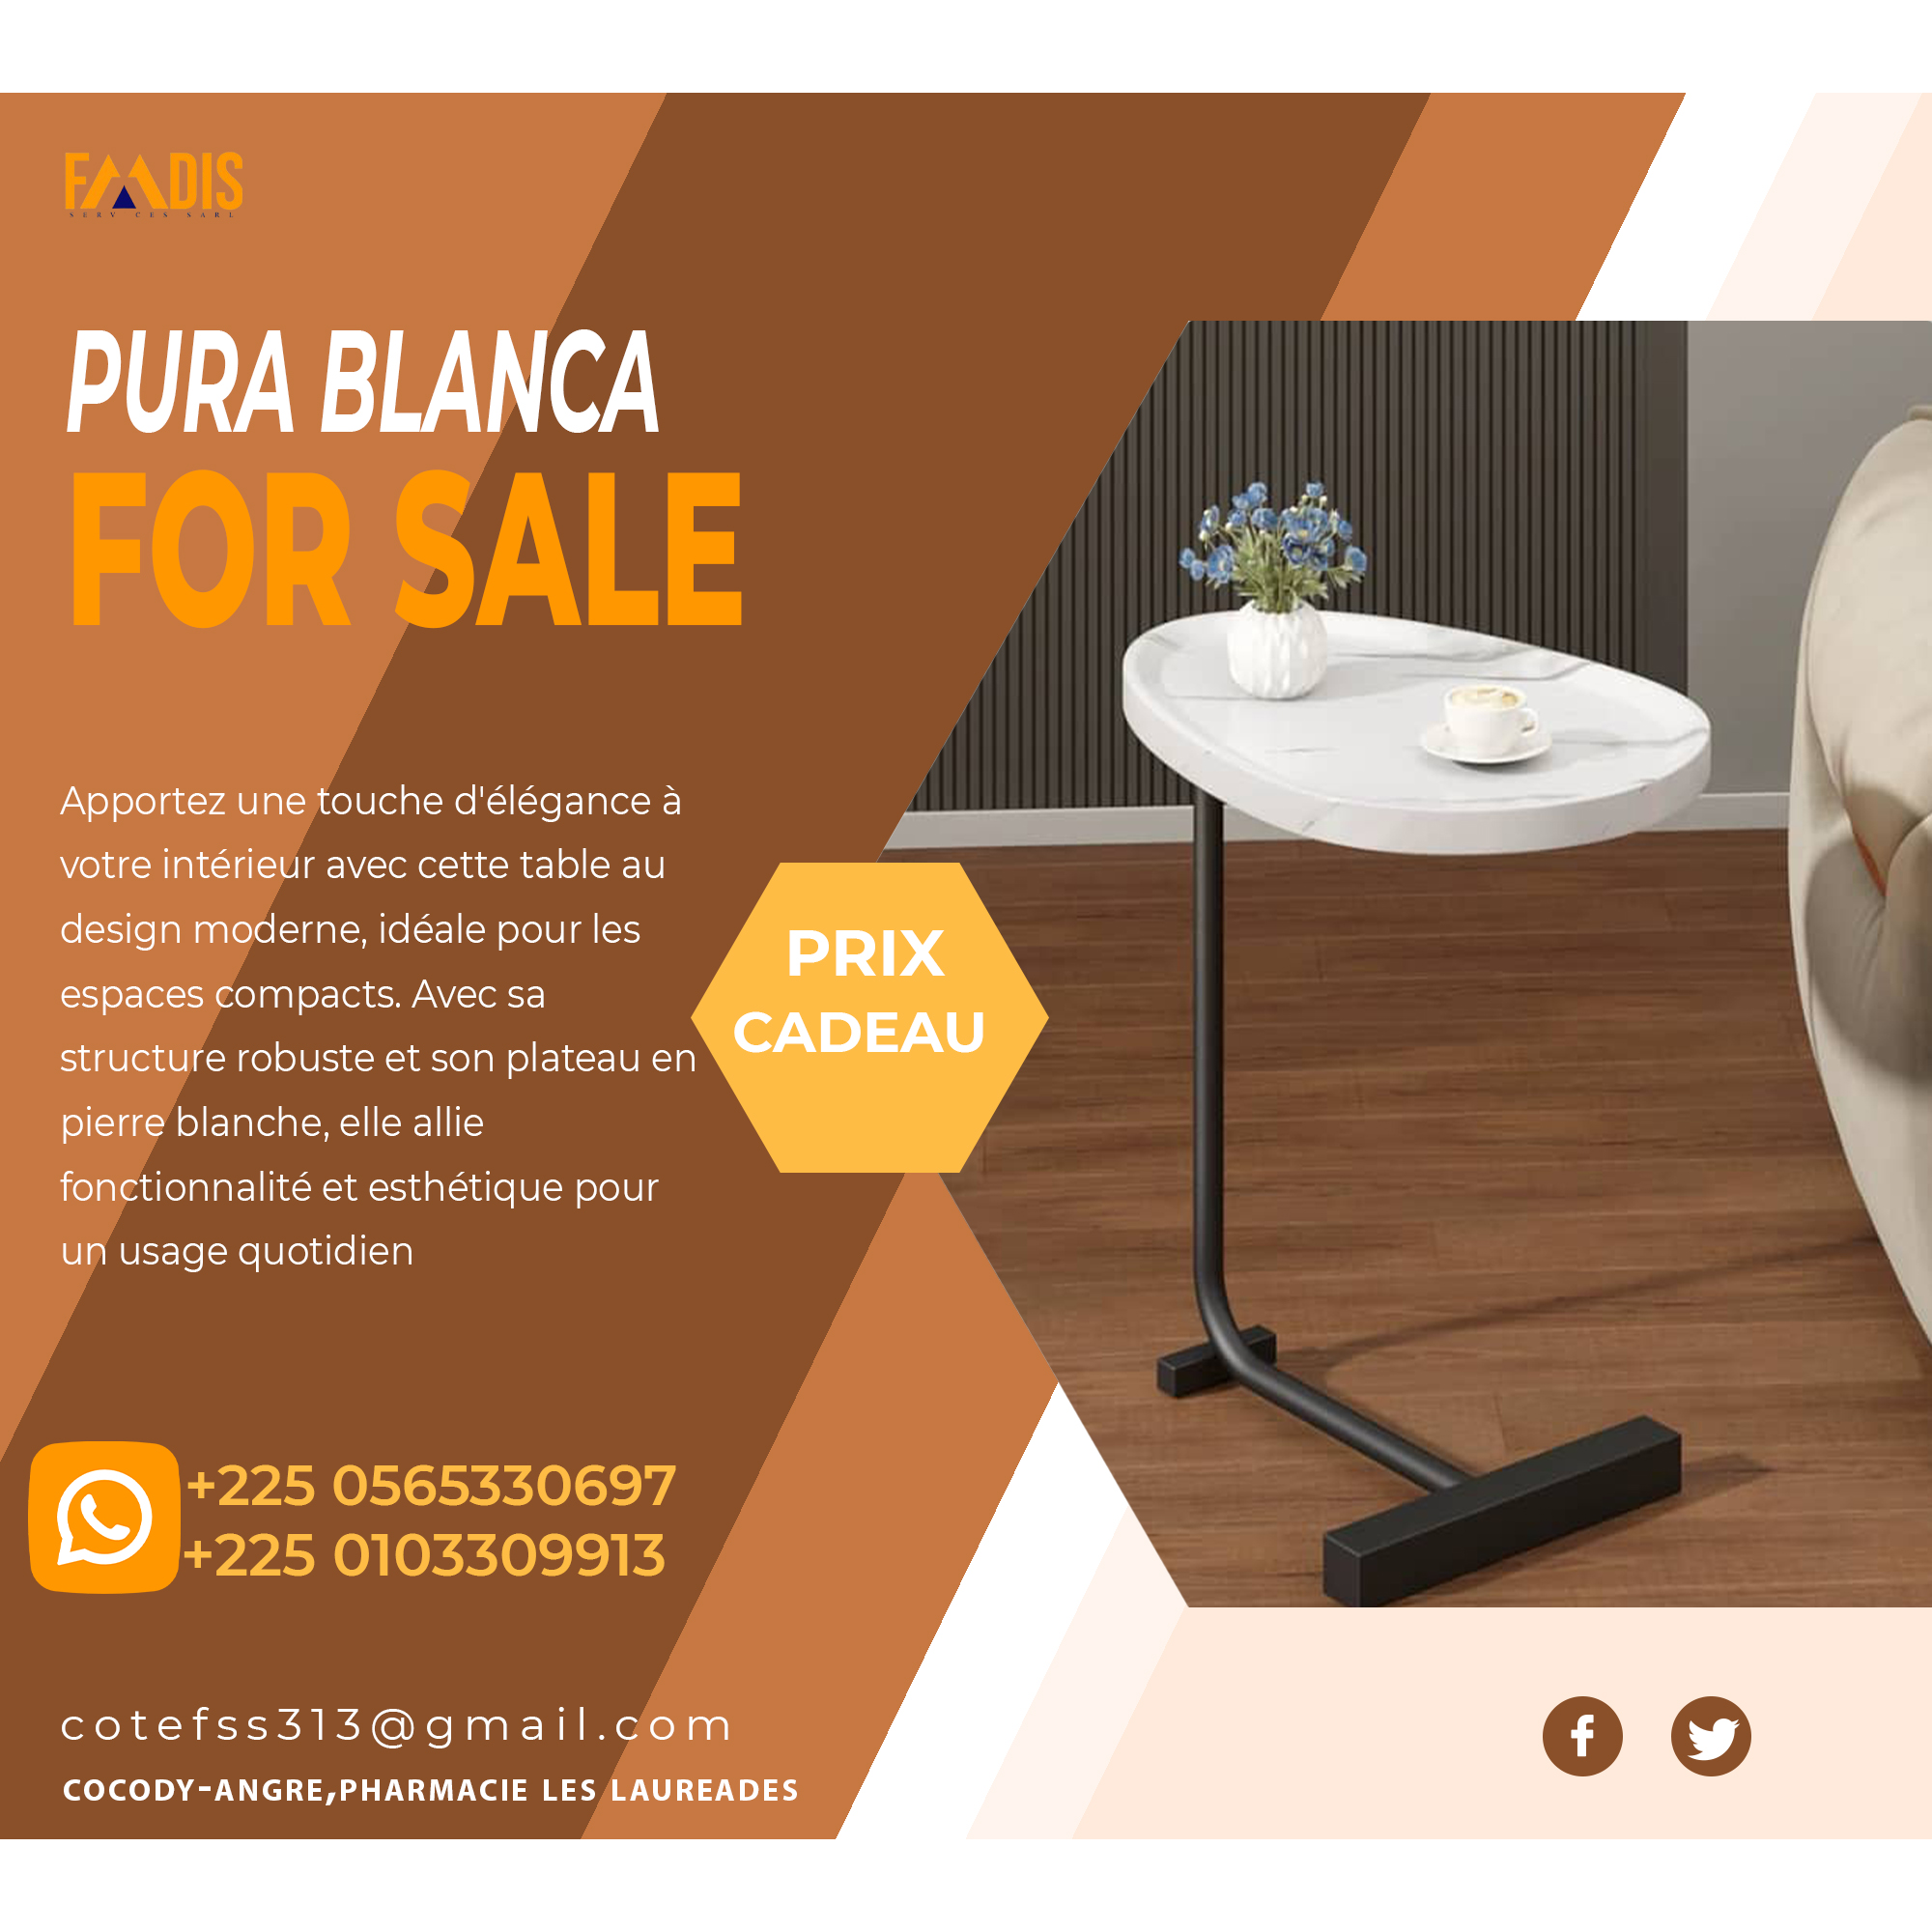 FAADIS
SERVICES SARL
PURA BLANCA
FOR SALE
Apportez une touche d'élégance à
votre intérieur avec cette table au
design moderne, idéale pour les
espaces compacts. Avec sa
structure robuste et son plateau en
pierre blanche, elle allie
fonctionnalité et esthétique pour
un usage quotidien
PRIX
CADEAU
+225 0565330697
+225 0103309913
cotefss313@gmail.com
COCODY-ANGRE,PHARMACIE LES LAUREADES